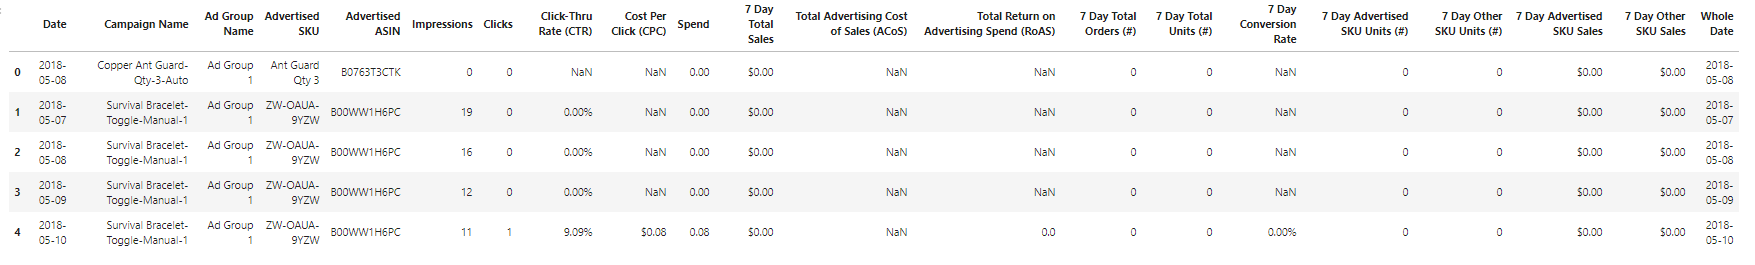 7 Day 7 Day
Ad Group Advertised Advertised Click-Thru Cost Per Total Advertising Cost Total Return on 7 Day Total 7 Day Total 7 Day Advertised 7 Day Other 7 Day Advertised 7 Day Other Whole
Date Campaign Name Impressions Clicks Spend Total Conversion
Name SKU ASIN Rate (CTR) Click (CPC) of Sales (ACoS) Advertising Spend (RoAS) Orders (#) Units (#) SKU Units (#) SKU Units (#) SKU Sales SKU Sales Date
Sales Rate
2018- Copper Ant Guard- Ad Group Ant Guard 2018-
0 B0763T3CTK 0 0 NaN NaN 0.00 $0.00 NaN NaN 0 0 NaN 0 0 $0.00 $0.00
05-08 Qty-3-Auto 1 Qty 3 05-08
2018- Survival Bracelet- Ad Group ZW-OAUA- 2018-
1 B00WW1H6PC 19 0 0.00% NaN 0.00 $0.00 NaN NaN 0 0 NaN 0 0 $0.00 $0.00
05-07 Toggle-Manual-1 1 9YZW 05-07
2018- Survival Bracelet- Ad Group ZW-OAUA- 2018-
2 B00WW1H6PC 16 0 0.00% NaN 0.00 $0.00 NaN NaN 0 0 NaN 0 0 $0.00 $0.00
05-08 Toggle-Manual-1 1 9YZW 05-08
2018- Survival Bracelet- Ad Group ZW-OAUA- 2018-
3 B00WW1H6PC 12 0 0.00% NaN 0.00 $0.00 NaN NaN 0 0 NaN 0 0 $0.00 $0.00
05-09 Toggle-Manual-1 1 9YZW 05-09
2018- Survival Bracelet- Ad Group ZW-OAUA- 2018-
4 B00WW1H6PC 11 1 9.09% $0.08 0.08 $0.00 NaN 0.0 0 0 0.00% 0 0 $0.00 $0.00
05-10 Toggle-Manual-1 1 9YZW 05-10